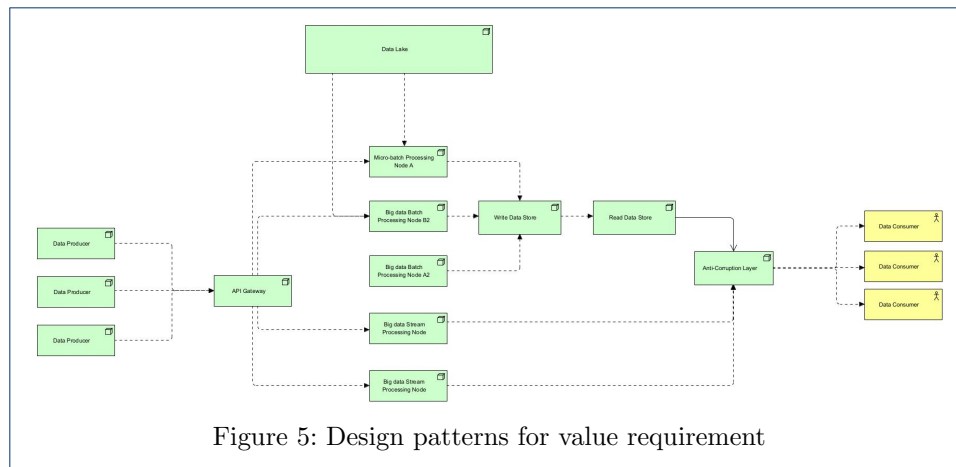 Data Lake
Micro-batch Processing
Node A
Big data Batch
Processing Node B2
Write Data Store
Read Data Store
Data Consumer
Data Producer
Big data Batch
Processing Node A2
Anti-Corruption Layer
Data Consumer
Data Producer
API Gateway
Data Consumer
Data Producer
Big data Stream
Processing Node
Big data Stream
Processing Node
Figure 5: Design patterns for value requirement